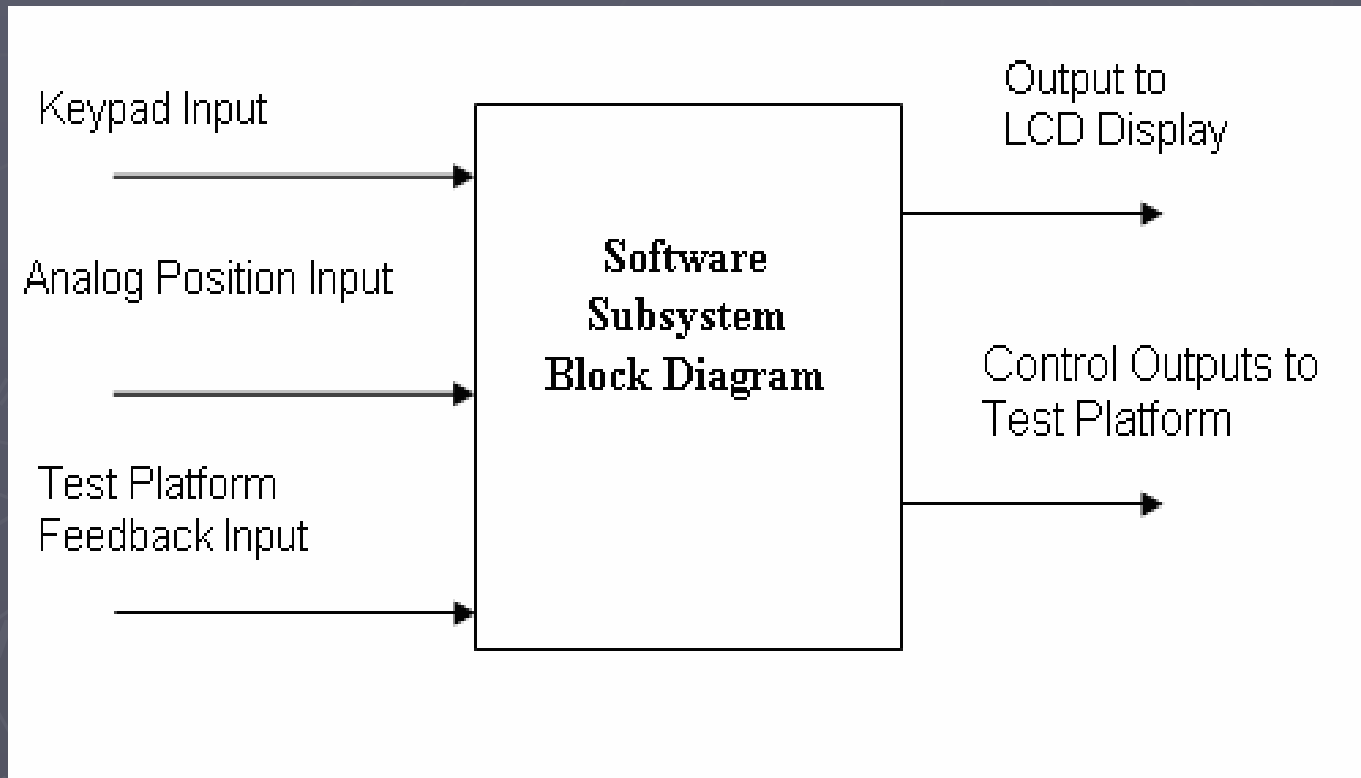 Keypad Input
Analog Position Input
Test Platform
Feedback Input
Software
Subsystem
Block Diagram
Output to
LCD Display
Control Outputs to
Test Platform